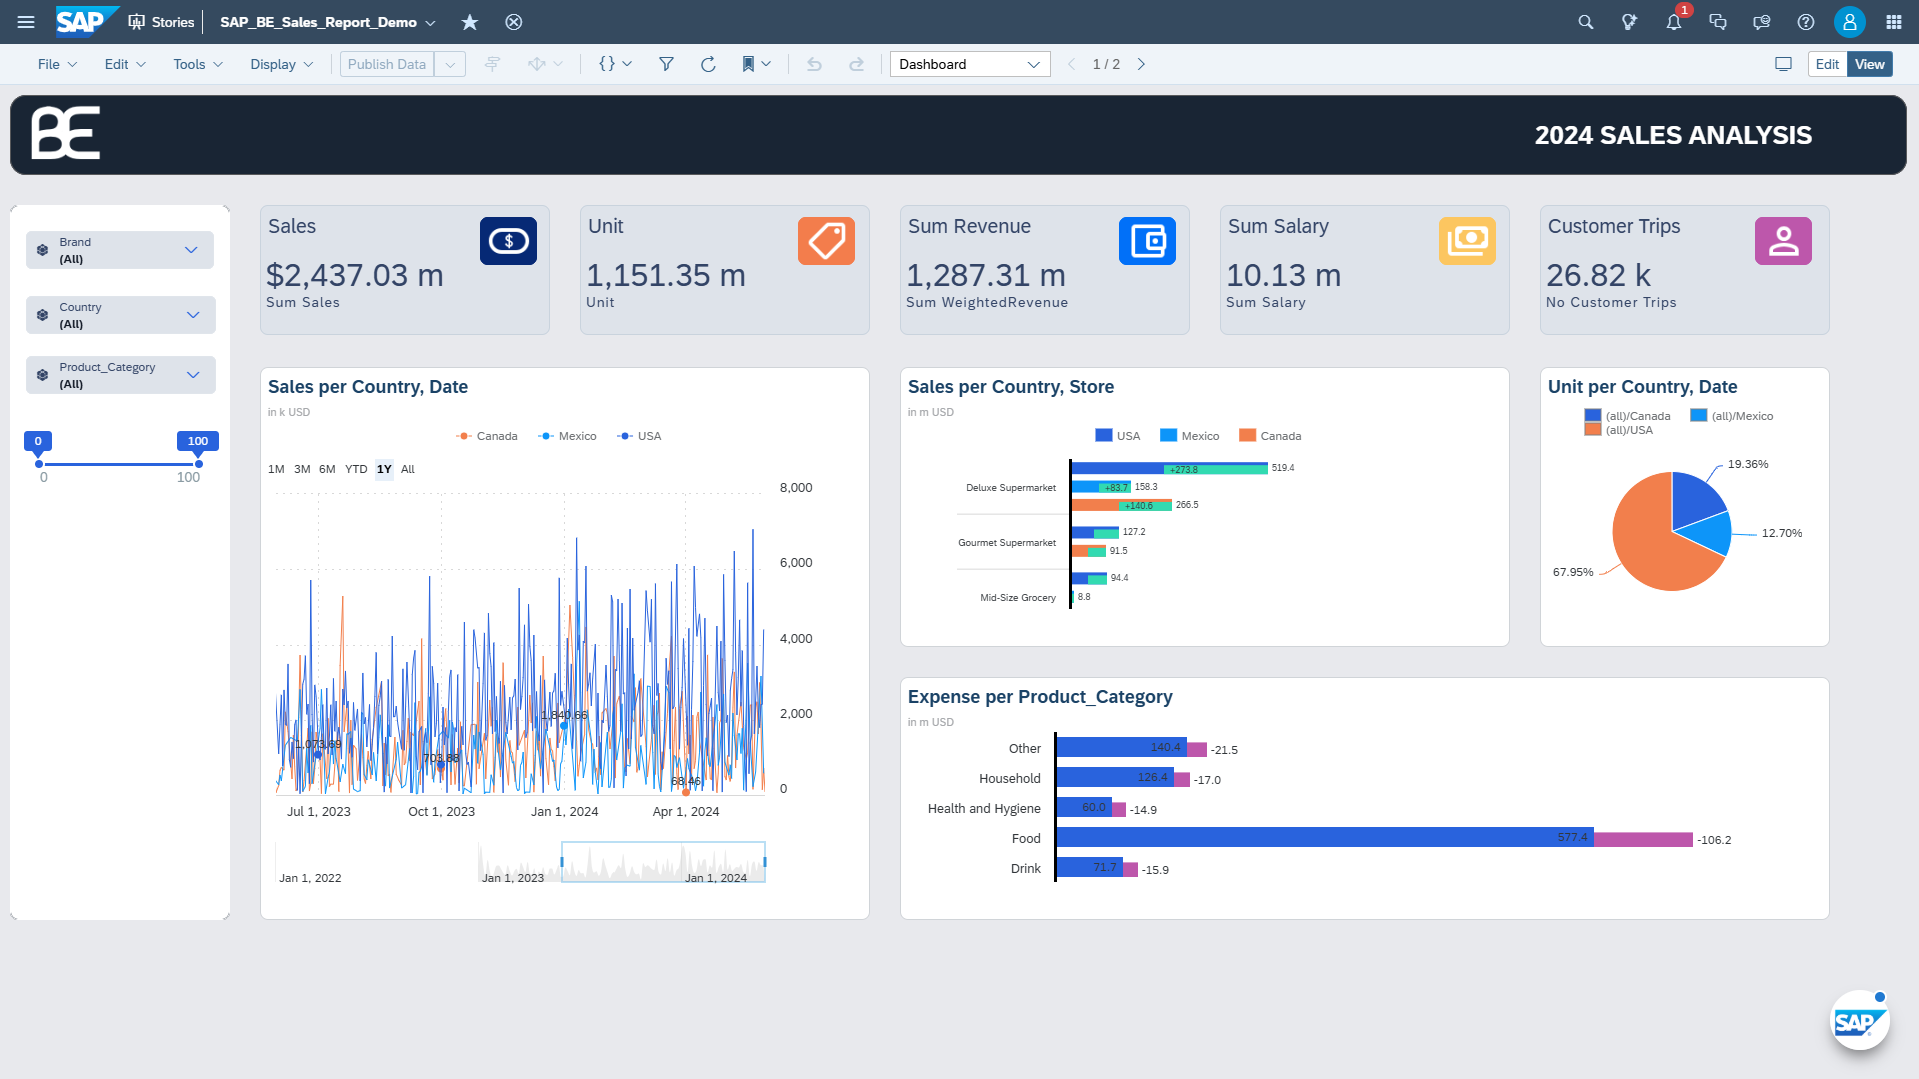 SAP Stories SAP_BE_Sales_Report_Demo
1
File Edit Tools Display Publish Data { } Dashboard 1 / 2 Edit View
BE
2024 SALES ANALYSIS
Brand
(All)
Country
(All)
Product_Category
(All)
0 100
0 100
Sales
$
$2,437.03 m
Sum Sales
Unit
1,151.35 m
Unit
Sum Revenue
1,287.31 m
Sum WeightedRevenue
Sum Salary
10.13 m
Sum Salary
Customer Trips
26.82 k
No Customer Trips
Sales per Country, Date
in k USD
Canada Mexico USA
1M 3M 6M YTD 1Y All
8,000
6,000
4,000
2,000
0
1,073.69
703.88
1,840.66
68.46
Jul 1, 2023 Oct 1, 2023 Jan 1, 2024 Apr 1, 2024
Jan 1, 2022 Jan 1, 2023 Jan 1, 2024
Sales per Country, Store
in m USD
USA Mexico Canada
+273.8 519.4
Deluxe Supermarket +83.7 158.3
+140.6 266.5
127.2
Gourmet Supermarket
91.5
94.4
Mid-Size Grocery 8.8
Unit per Country, Date
(all)/Canada (all)/Mexico
(all)/USA
19.36%
12.70%
67.95%
Expense per Product_Category
in m USD
Other 140.4 -21.5
Household 126.4 -17.0
Health and Hygiene 60.0 -14.9
Food 577.4 -106.2
Drink 71.7 -15.9
SAP